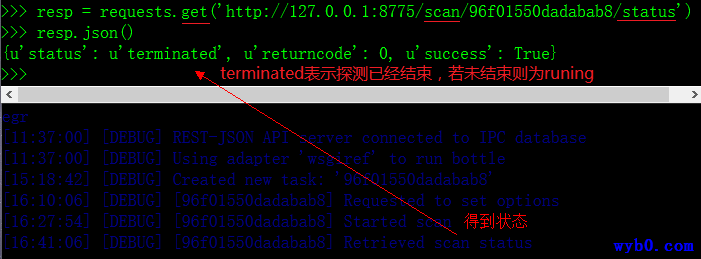 >>> resp = requests.get('http://127.0.0.1:8775/scan/96f01550dadabab8/status')
>>> resp.json()
{u'status': u'terminated', u'returncode': 0, u'success': True}
>>>
terminated表示探测已经结束，若未结束则为runing
[11:37:00] [DEBUG] REST-JSON API server connected to IPC database
[11:37:00] [DEBUG] Using adapter 'wsgiref' to run bottle
[15:18:42] [DEBUG] Created new task: '96f01550dadabab8'
[16:10:06] [DEBUG] [96f01550dadabab8] Requested to set options
[16:27:54] [DEBUG] [96f01550dadabab8] Started scan
得到状态
[16:41:06] [DEBUG] [96f01550dadabab8] Retrieved scan status
wyb0.com